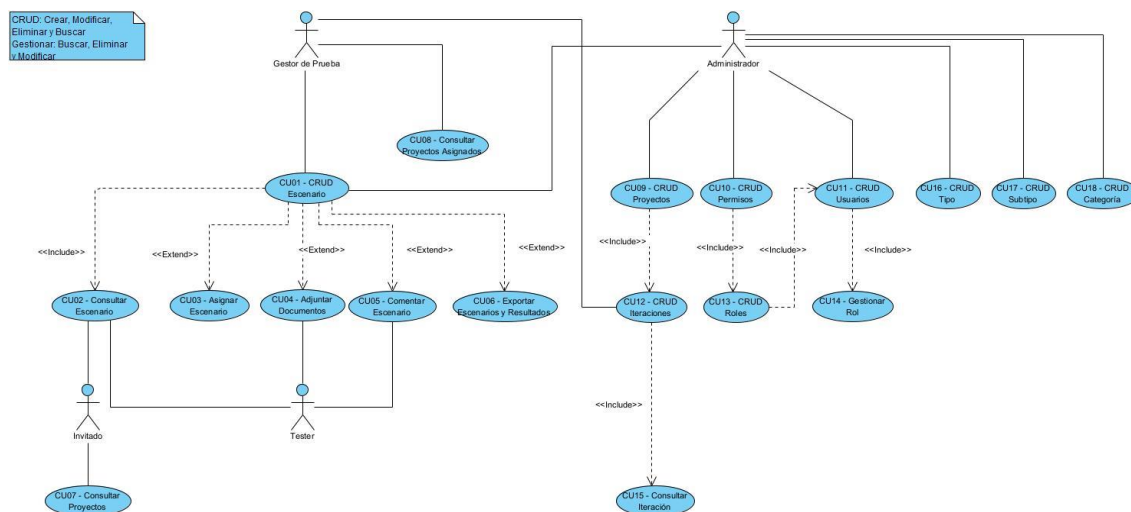 CRUD: Crear, Modificar,
Eliminar y Buscar
Gestionar: Buscar, Eliminar
y Modificar
Gestor de Prueba
Administrador
CU08 - Consultar
Proyectos Asignados
CU01 - CRUD
Escenario
CU09 - CRUD
Proyectos
CU10 - CRUD
Permisos
CU11 - CRUD
Usuarios
CU16 - CRUD
Tipo
CU17 - CRUD
Subtipo
CU18 - CRUD
Categoría
<<Include>>
<<Extend>>
<<Extend>>
<<Extend>>
<<Extend>>
<<Include>>
<<Include>>
<<Include>>
<<Include>>
CU02 - Consultar
Escenario
CU03 - Asignar
Escenario
CU04 - Adjuntar
Documentos
CU05 - Comentar
Escenario
CU06 - Exportar
Escenarios y Resultados
CU12 - CRUD
Iteraciones
CU13 - CRUD
Roles
CU14 - Gestionar
Rol
<<Include>>
Invitado
Tester
CU07 - Consultar
Proyectos
CU15 - Consultar
Iteración